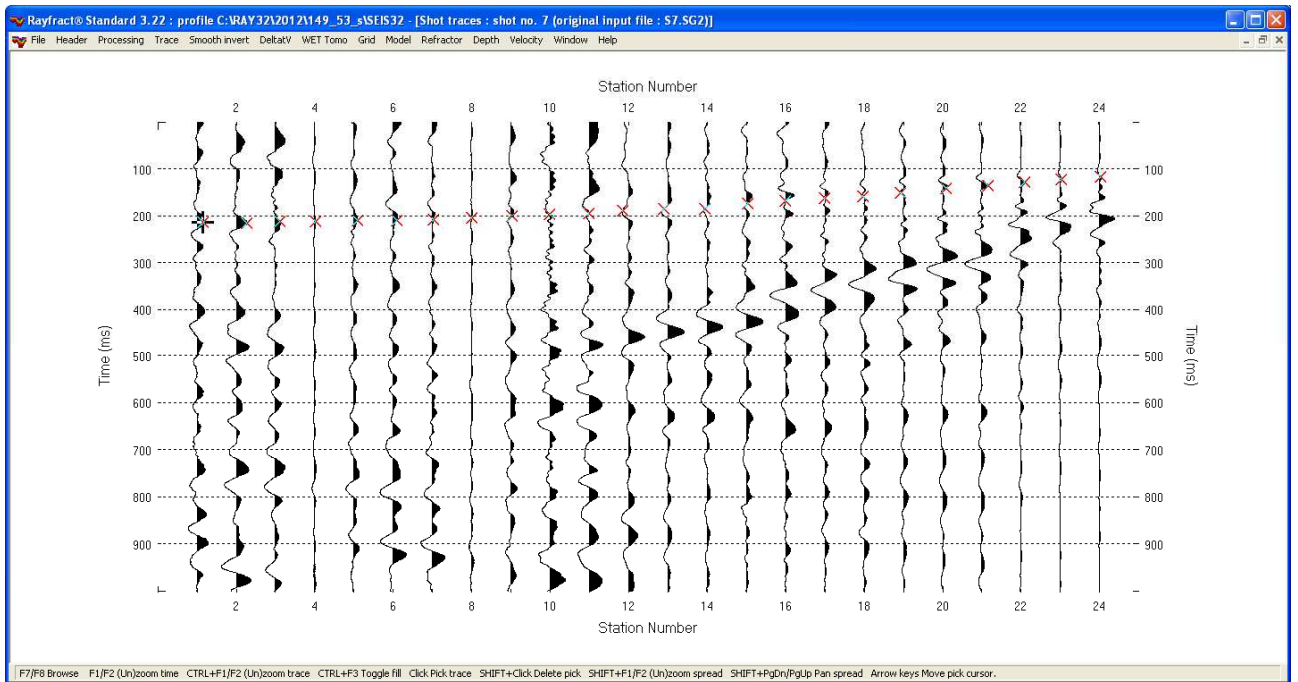 Rayfract® Standard 3.22 : profile C:\RAY32\2012\149_53_s\SEIS32 - [Shot traces : shot no. 7 (original input file : S7.SG2)]
File Header Processing Trace Smooth invert DeltatV WET Tomo Grid Model Refractor Depth Velocity Window Help
Station Number
2 4 6 8 10 12 14 16 18 20 22 24
100 100
200 200
300 300
400 400
Time (ms) Time (ms)
500 500
600 600
700 700
800 800
900 900
2 4 6 8 10 12 14 16 18 20 22 24
Station Number
F7/F8 Browse F1/F2 (Un)zoom time CTRL+F1/F2 (Un)zoom trace CTRL+F3 Toggle fill Click Pick trace SHIFT+Click Delete pick SHIFT+F1/F2 (Un)zoom spread SHIFT+PgDn/PgUp Pan spread Arrow keys Move pick cursor.